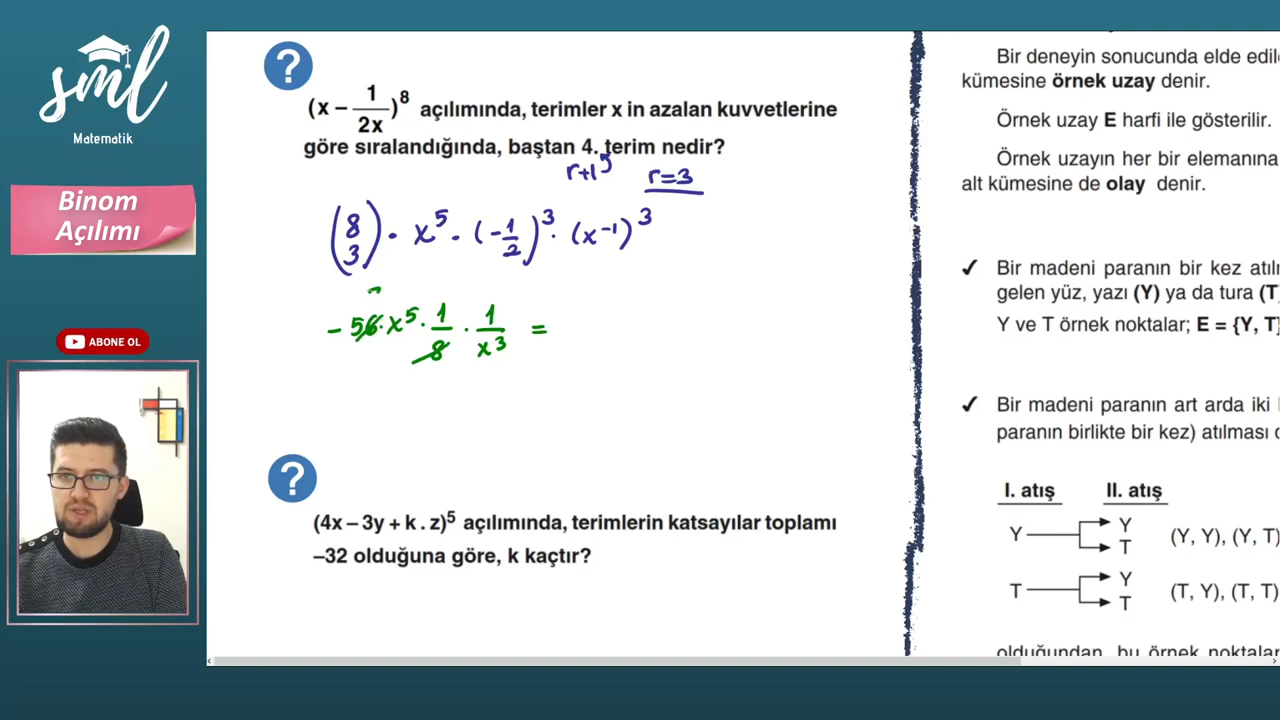 sml
Matematik
Binom
Açılımı
ABONE OL
?
(x – 1/2x)⁸ açılımında, terimler x in azalan kuvvetlerine
göre sıralandığında, baştan 4. terim nedir?
r+1 r=3
(8 3) · x⁵ · (-1/2)³ · (x⁻¹)³
- 56 · x⁵ · 1/8 · 1/x³ =
?
(4x – 3y + k . z)⁵ açılımında, terimlerin katsayılar toplamı
–32 olduğuna göre, k kaçtır?
Bir deneyin sonucunda elde edile
kümesine örnek uzay denir.
Örnek uzay E harfi ile gösterilir.
Örnek uzayın her bir elemanına
alt kümesine de olay denir.
✓ Bir madeni paranın bir kez atıl
gelen yüz, yazı (Y) ya da tura (T)
Y ve T örnek noktalar; E = {Y, T}
✓ Bir madeni paranın art arda iki
paranın birlikte bir kez) atılması
I. atış II. atış
Y Y
T (Y, Y), (Y, T)
T Y
T (T, Y), (T, T)
olduğundan, bu örnek noktalar